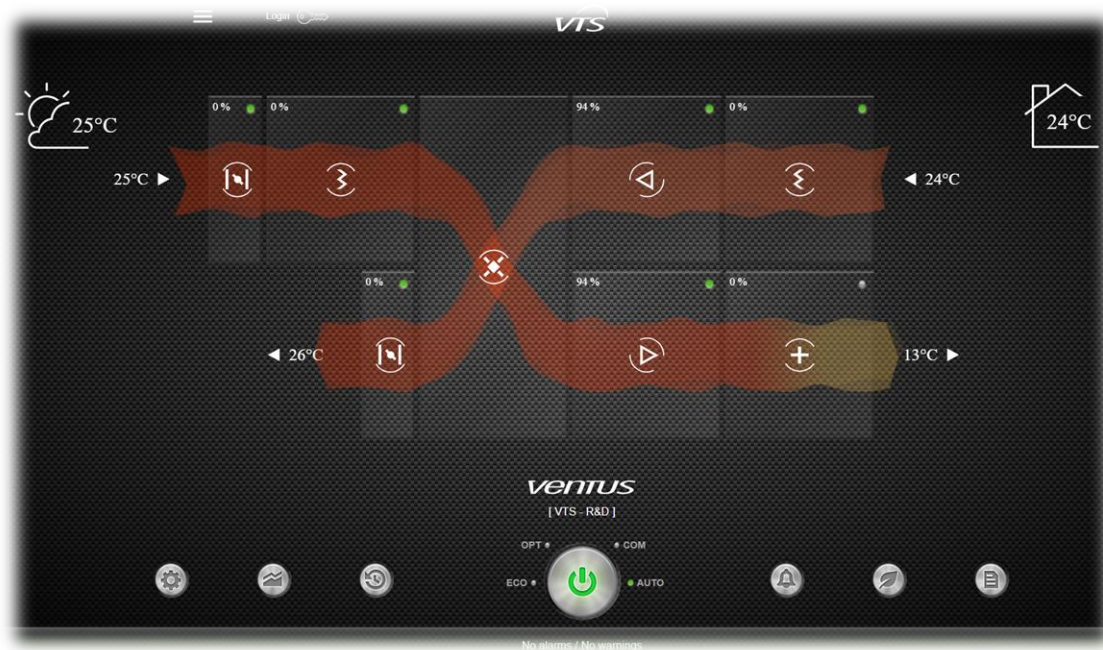 Login
VTS
25°C
24°C
0 %
0 %
94 %
0 %
25°C
24°C
0 %
94 %
0 %
26°C
13°C
VENTUS
[ VTS - R&D ]
OPT
COM
ECO
AUTO
No alarms / No warnings